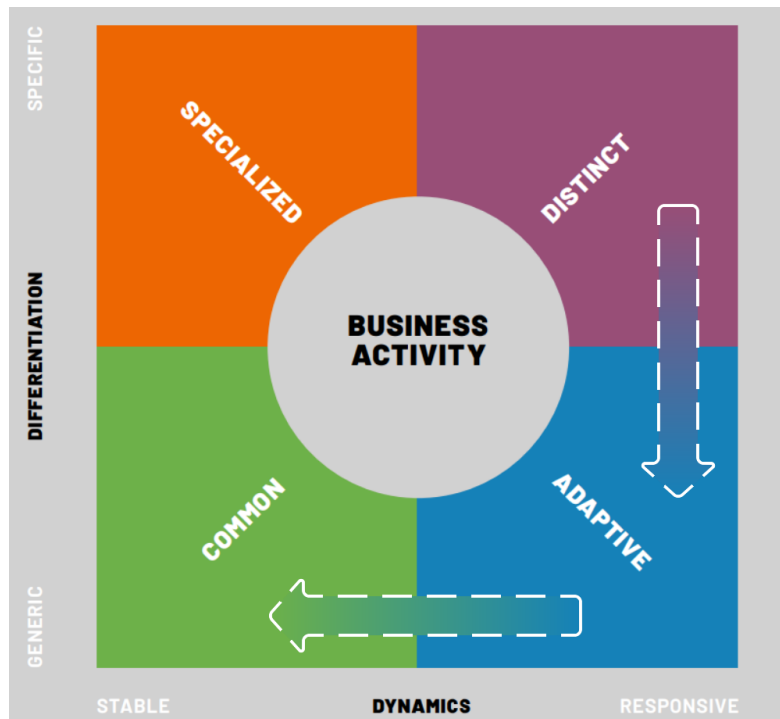 SPECIFIC
SPECIALIZED
DISTINCT
DIFFERENTIATION
BUSINESS
ACTIVITY
COMMON
ADAPTIVE
GENERIC
STABLE
DYNAMICS
RESPONSIVE